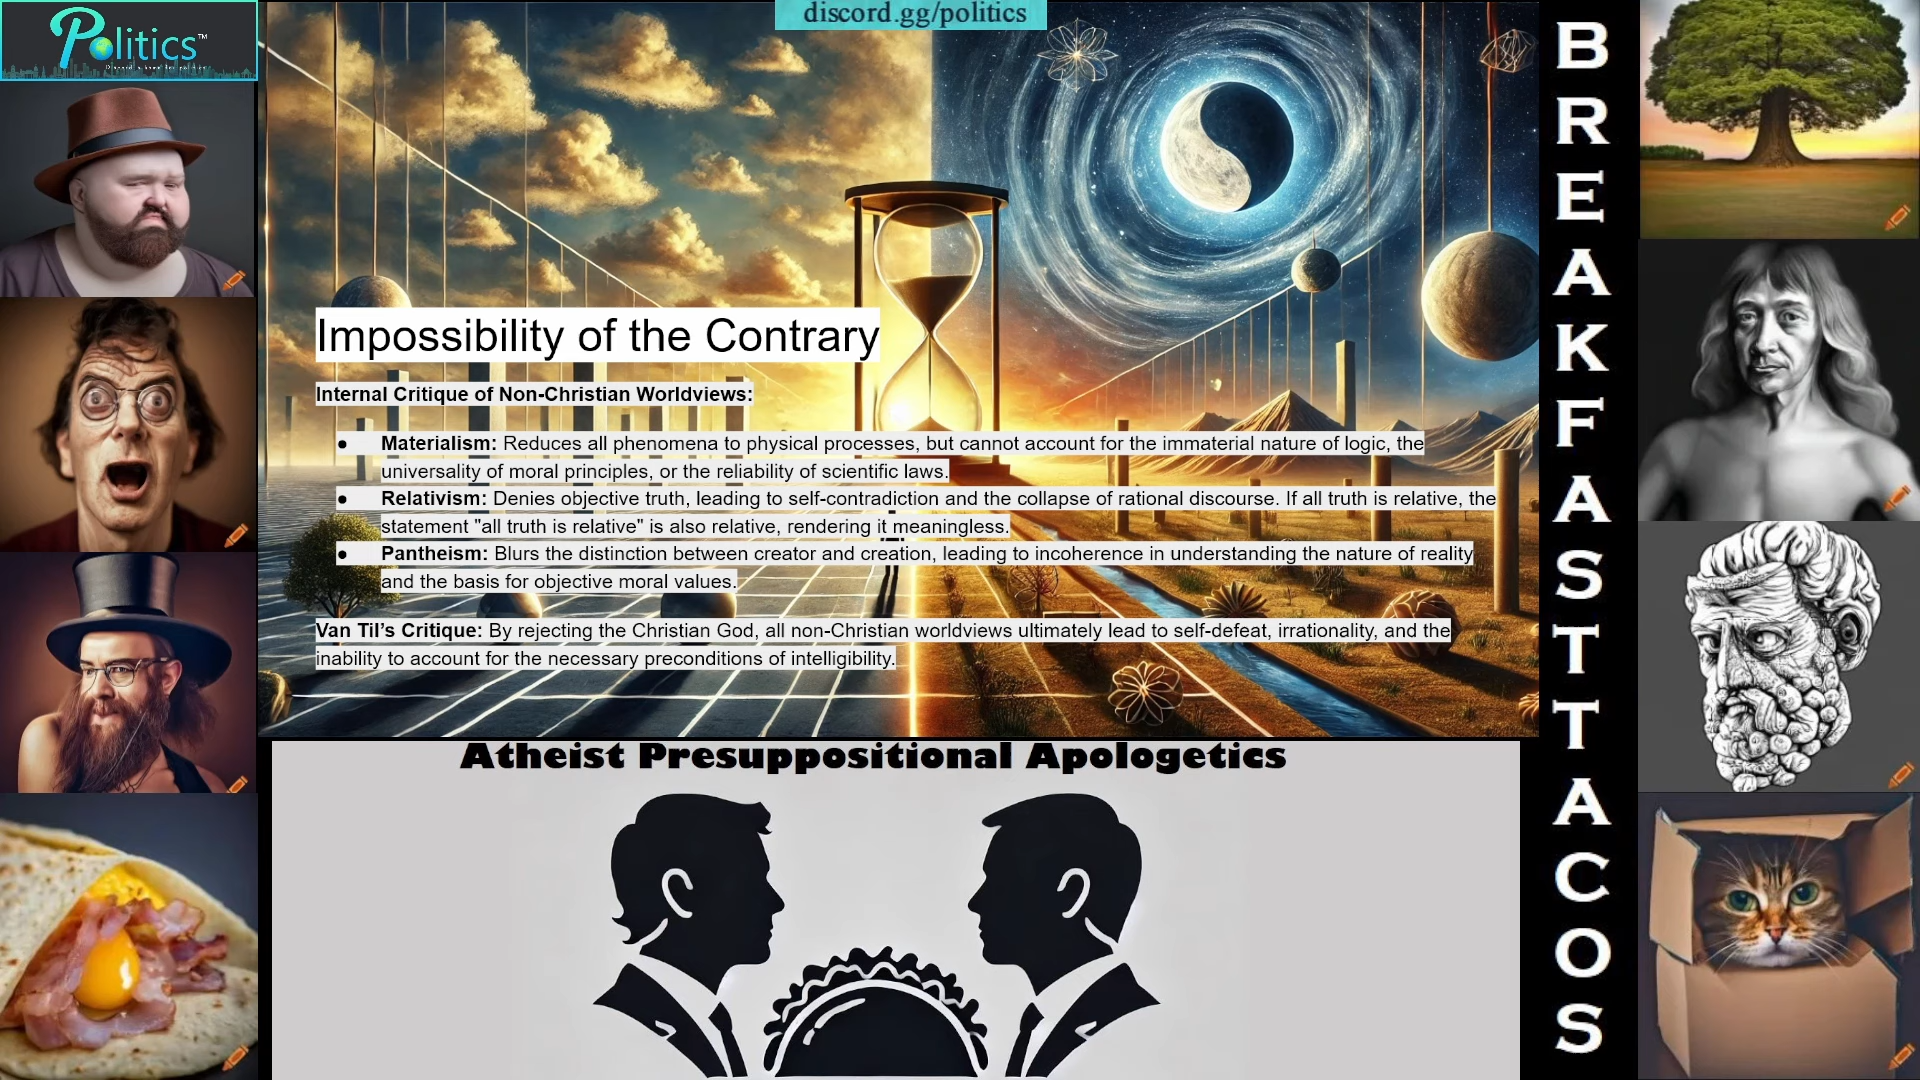 Politics™
discord.gg/politics
Impossibility of the Contrary
Internal Critique of Non-Christian Worldviews:
● Materialism: Reduces all phenomena to physical processes, but cannot account for the immaterial nature of logic, the
universality of moral principles, or the reliability of scientific laws.
● Relativism: Denies objective truth, leading to self-contradiction and the collapse of rational discourse. If all truth is relative, the
statement "all truth is relative" is also relative, rendering it meaningless.
● Pantheism: Blurs the distinction between creator and creation, leading to incoherence in understanding the nature of reality
and the basis for objective moral values.
Van Til’s Critique: By rejecting the Christian God, all non-Christian worldviews ultimately lead to self-defeat, irrationality, and the
inability to account for the necessary preconditions of intelligibility.
Atheist Presuppositional Apologetics
BREAKFASTTACOS